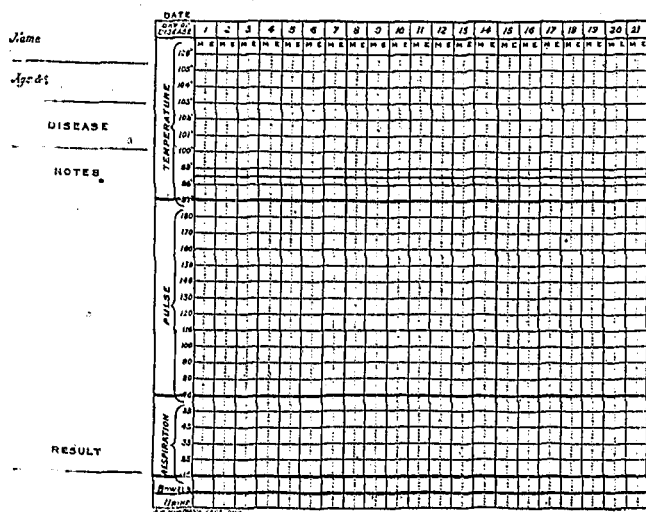 DATE
DAY OF DISEASE 1 2 3 4 5 6 7 8 9 10 11 12 13 14 15 16 17 18 19 20 21
M E M E M E M E M E M E M E M E M E M E M E M E M E M E M E M E M E M E M E M E M E
Name
DISEASE
NOTES
RESULT
TEMPERATURE
106°
105°
104°
103°
102°
101°
100°
PULSE
180
170
160
150
140
130
120
110
100
90
80
BOWELS
URINE